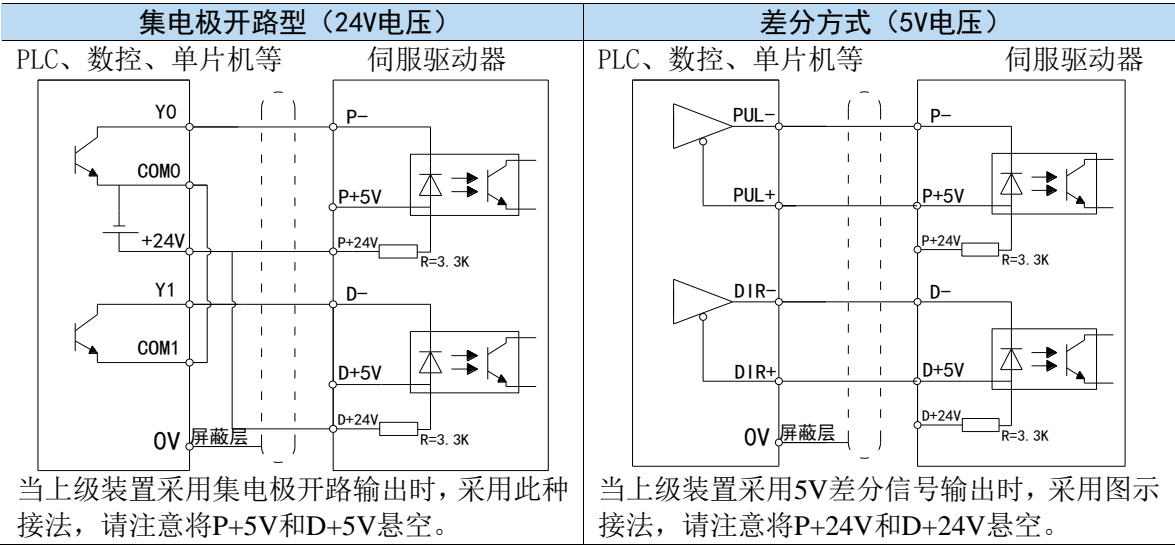 集电极开路型（24V电压）
PLC、数控、单片机等
伺服驱动器
Y0
P-
COM0
P+5V
+24V
P+24V
R=3.3K
Y1
D-
COM1
D+5V
D+24V
R=3.3K
0V
屏蔽层
当上级装置采用集电极开路输出时，采用此种
接法，请注意将P+5V和D+5V悬空。
差分方式（5V电压）
PLC、数控、单片机等
伺服驱动器
PUL-
P-
PUL+
P+5V
P+24V
R=3.3K
DIR-
D-
DIR+
D+5V
D+24V
R=3.3K
0V
屏蔽层
当上级装置采用5V差分信号输出时，采用图示
接法，请注意将P+24V和D+24V悬空。